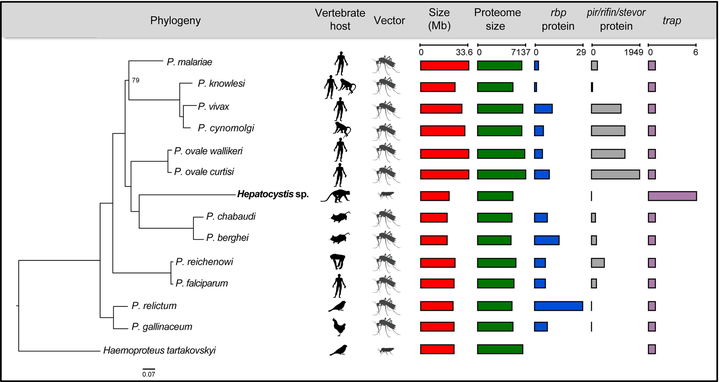 Phylogeny
Vertebrate
host
Vector
Size
(Mb)
Proteome
size
rbp
protein
pir/rifin/stevor
protein
trap
0 33.6 0 7137 0 29 0 1949 0 6
P. malariae
79
P. knowlesi
P. vivax
P. cynomolgi
P. ovale wallikeri
P. ovale curtisi
Hepatocystis sp.
P. chabaudi
P. berghei
P. reichenowi
P. falciparum
P. relictum
P. gallinaceum
Haemoproteus tartakovskyi
0.07